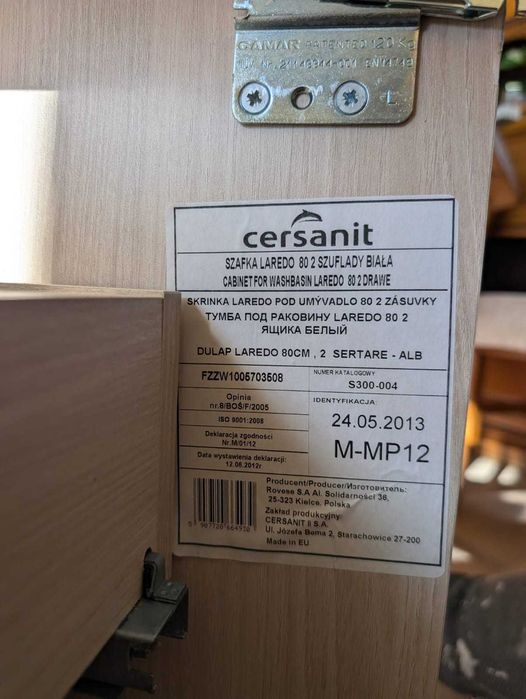 CAMAR PATENTED 120 KG
L
cersanit
SZAFKA LAREDO 80 2 SZUFLADY BIAŁA
CABINET FOR WASHBASIN LAREDO 80 2 DRAWE
SKRINKA LAREDO POD UMÝVADLO 80 2 ZÁSUVKY
ТУМБА ПОД РАКОВИНУ LAREDO 80 2
ЯЩИКА БЕЛЫЙ
DULAP LAREDO 80CM , 2 SERTARE - ALB
FZZW1005703508
NUMER KATALOGOWY
S300-004
Opinia
nr.8/BOŚ/F/2005
ISO 9001:2008
Deklaracja zgodności
Nr.M/01/12
Data wystawienia deklaracji:
12.06.2012r
IDENTYFIKACJA:
24.05.2013
M-MP12
Producent/Producer/Изготовитель:
Rovese S.A Al. Solidarności 36,
25-323 Kielce, Polska
Zakład produkcyjny:
CERSANIT II S.A.
Ul. Józefa Bema 2, Starachowice 27-200
Made in EU
5 907720 664930